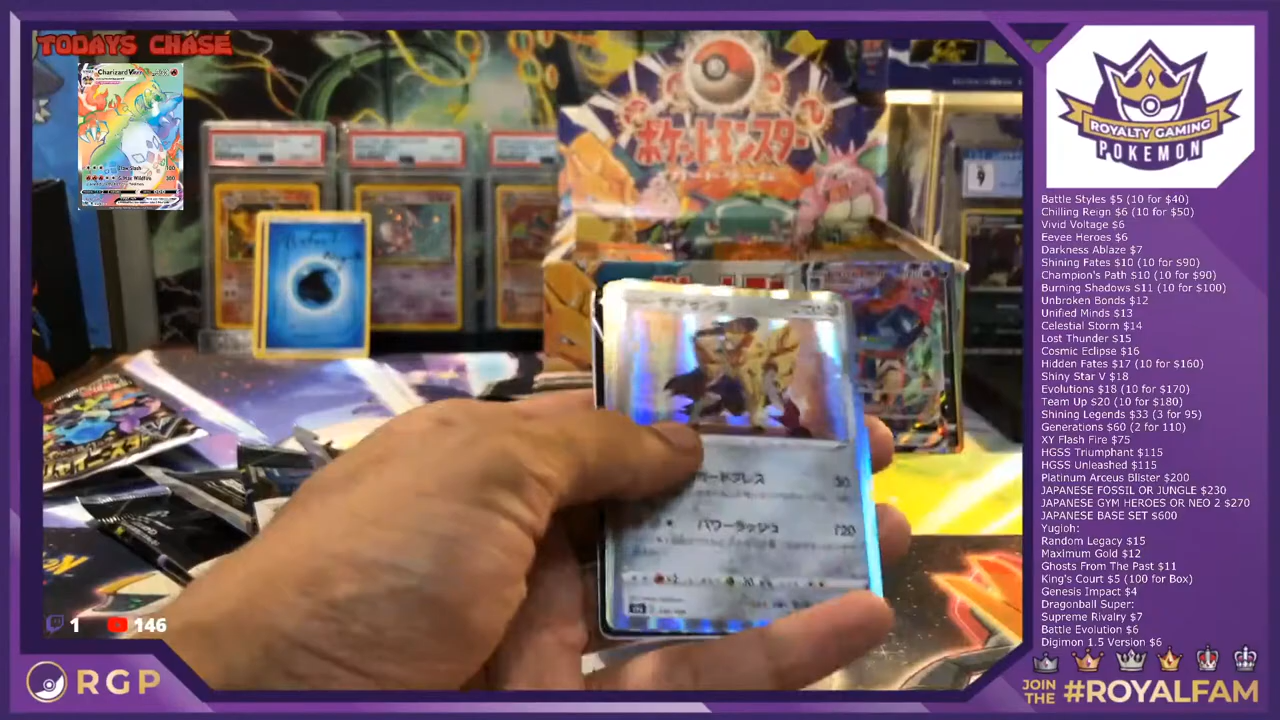 TODAYS CHASE
Charizard
ポケットモンスター
カードゲーム
9
30
パワーラッシュ
120
1
146
RGP
ROYALTY GAMING
POKEMON
Battle Styles $5 (10 for $40)
Chilling Reign $6 (10 for $50)
Vivid Voltage $6
Eevee Heroes $6
Darkness Ablaze $7
Shining Fates $10 (10 for $90)
Champion's Path $10 (10 for $90)
Burning Shadows $11 (10 for $100)
Unbroken Bonds $12
Unified Minds $13
Celestial Storm $14
Lost Thunder $15
Cosmic Eclipse $16
Hidden Fates $17 (10 for $160)
Shiny Star V $18
Evolutions $18 (10 for $170)
Team Up $20 (10 for $180)
Shining Legends $33 (3 for 95)
Generations $60 (2 for 110)
XY Flash Fire $75
HGSS Triumphant $115
HGSS Unleashed $115
Platinum Arceus Blister $200
JAPANESE FOSSIL OR JUNGLE $230
JAPANESE GYM HEROES OR NEO 2 $270
JAPANESE BASE SET $600
Yugioh:
Random Legacy $15
Maximum Gold $12
Ghosts From The Past $11
King's Court $5 (100 for Box)
Genesis Impact $4
Dragonball Super:
Supreme Rivalry $7
Battle Evolution $6
Digimon 1.5 Version $6
JOIN
THE
#ROYALFAM